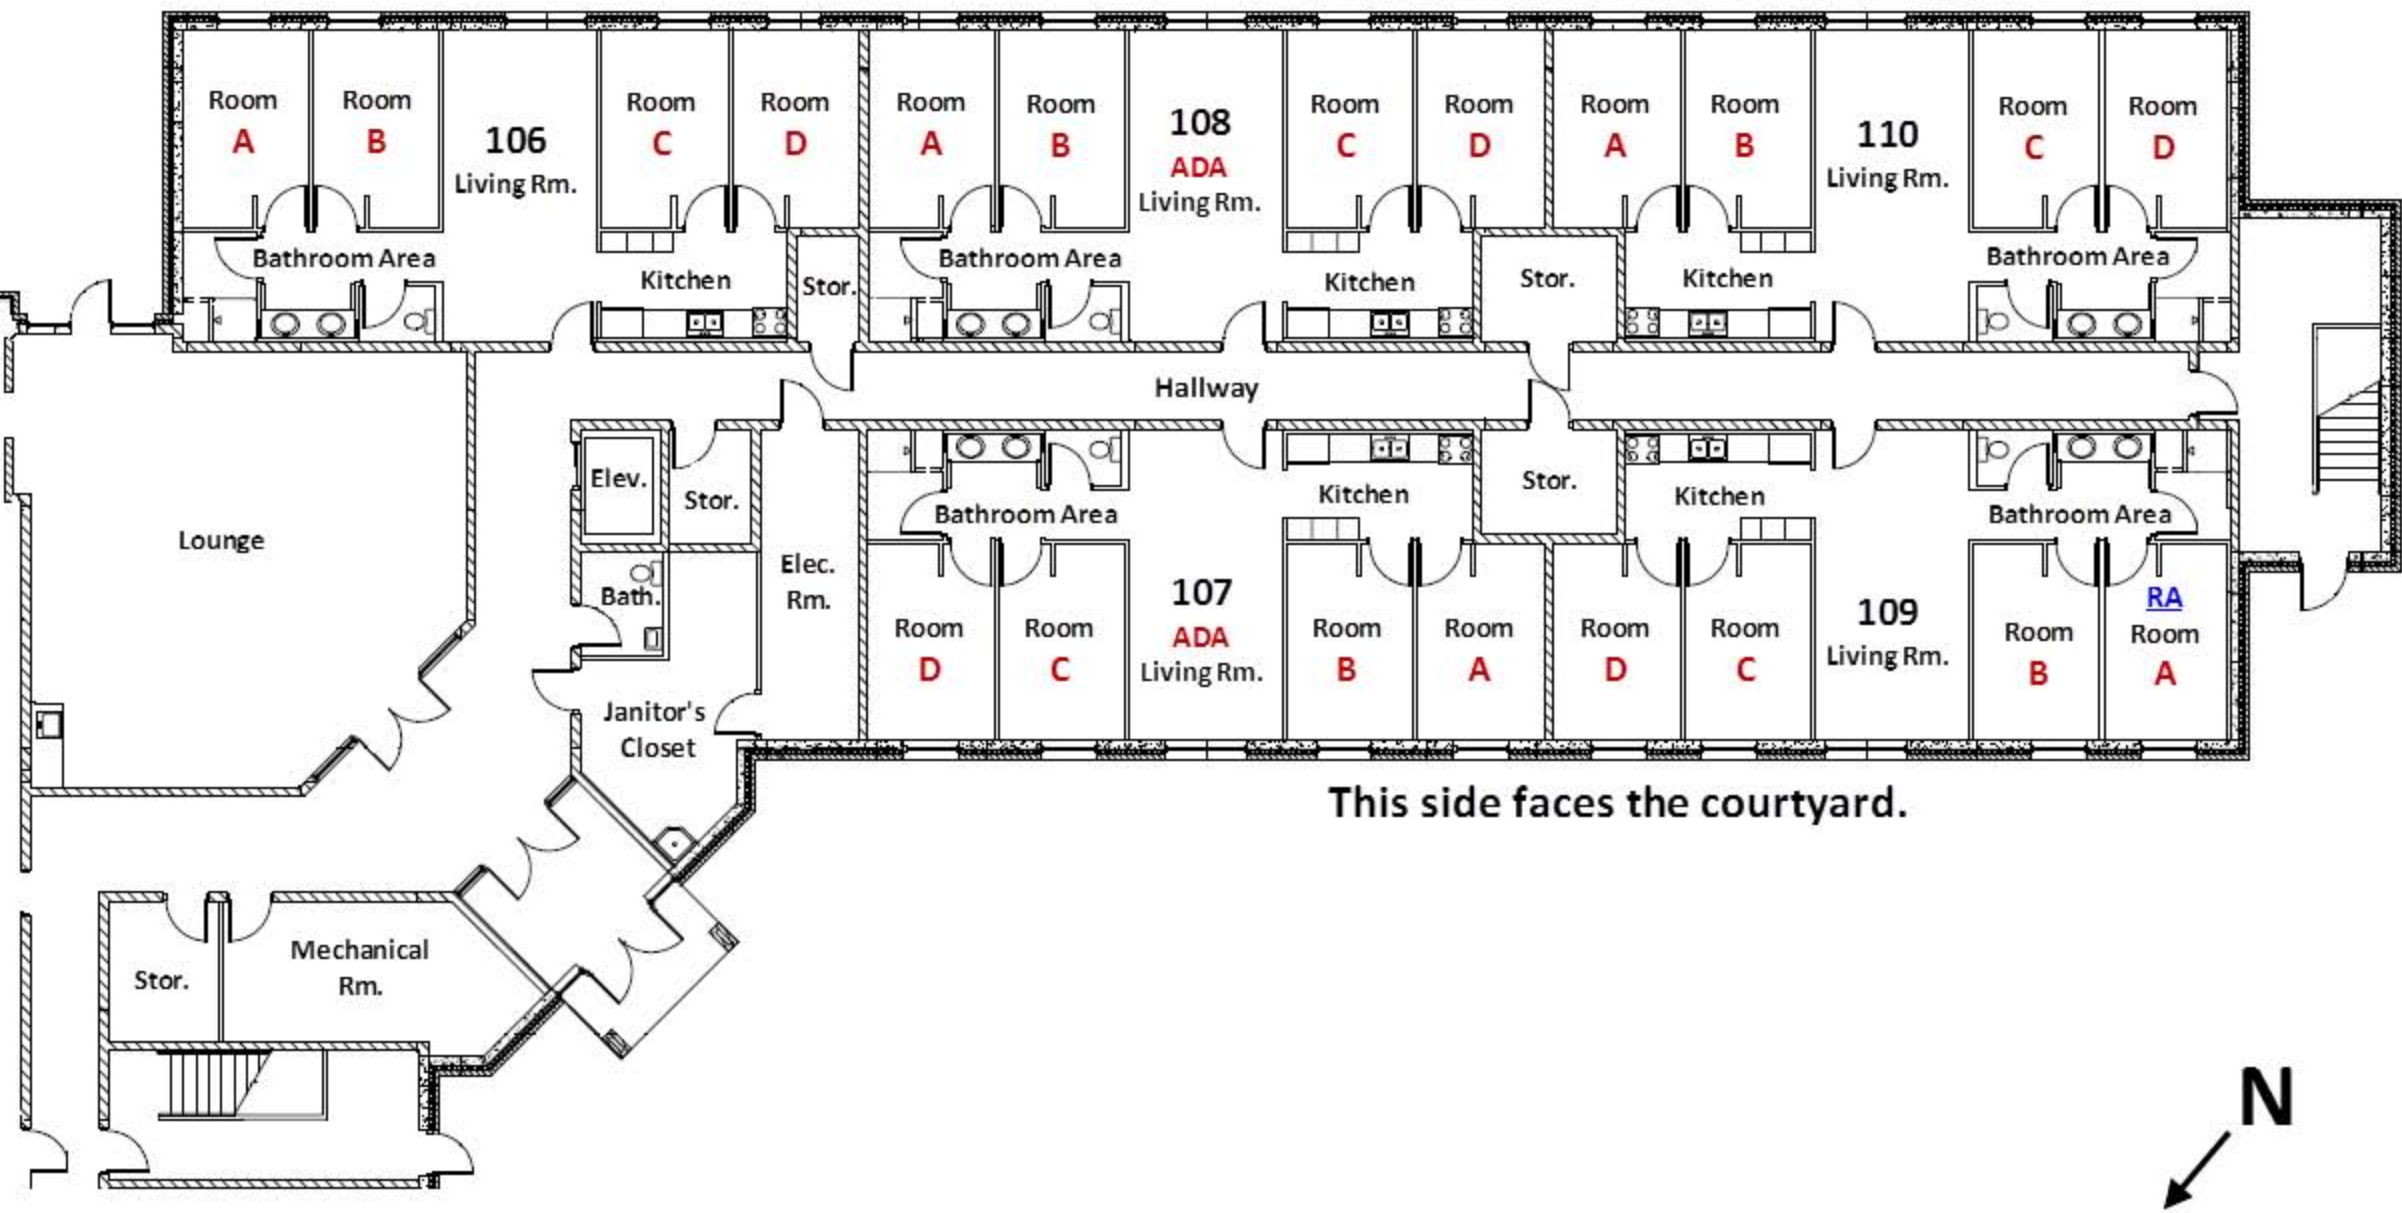 Room
A
Room
B
106
Living Rm.
Room
C
Room
D
Bathroom Area
Kitchen
Stor.
Room
A
Room
B
108
ADA
Living Rm.
Room
C
Room
D
Bathroom Area
Kitchen
Stor.
Room
A
Room
B
110
Living Rm.
Room
C
Room
D
Kitchen
Bathroom Area
Hallway
Lounge
Elev.
Stor.
Bath.
Elec.
Rm.
Janitor's
Closet
Bathroom Area
Kitchen
Room
D
Room
C
107
ADA
Living Rm.
Room
B
Room
A
Stor.
Kitchen
Bathroom Area
Room
D
Room
C
109
Living Rm.
Room
B
RA
Room
A
This side faces the courtyard.
Stor.
Mechanical
Rm.
N